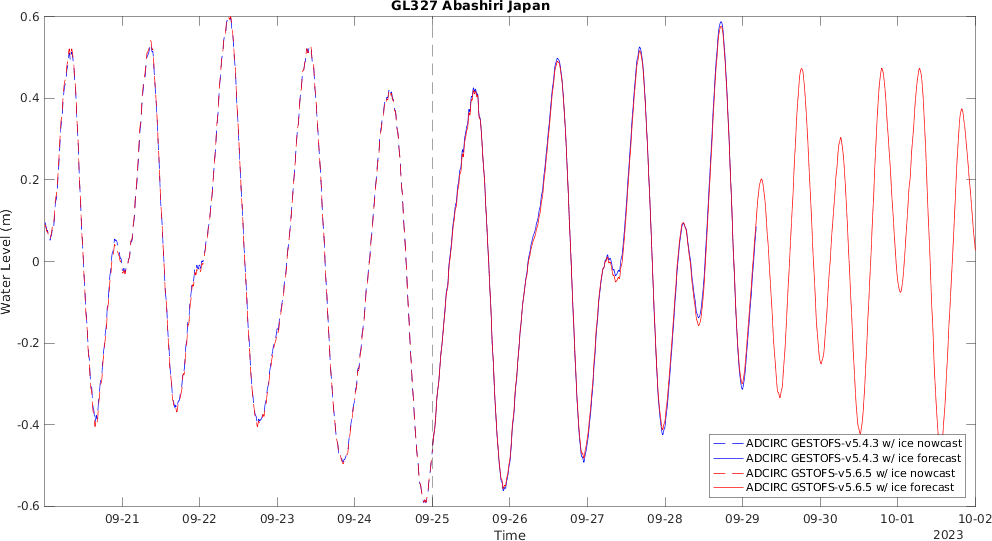 GL327 Abashiri Japan
0.6
0.4
0.2
0
-0.2
-0.4
-0.6
Water Level (m)
ADCIRC GESTOFS-v5.4.3 w/ ice nowcast
ADCIRC GESTOFS-v5.4.3 w/ ice forecast
ADCIRC GSTOFS-v5.6.5 w/ ice nowcast
ADCIRC GSTOFS-v5.6.5 w/ ice forecast
09-21 09-22 09-23 09-24 09-25 09-26 09-27 09-28 09-29 09-30 10-01 10-02
Time
2023